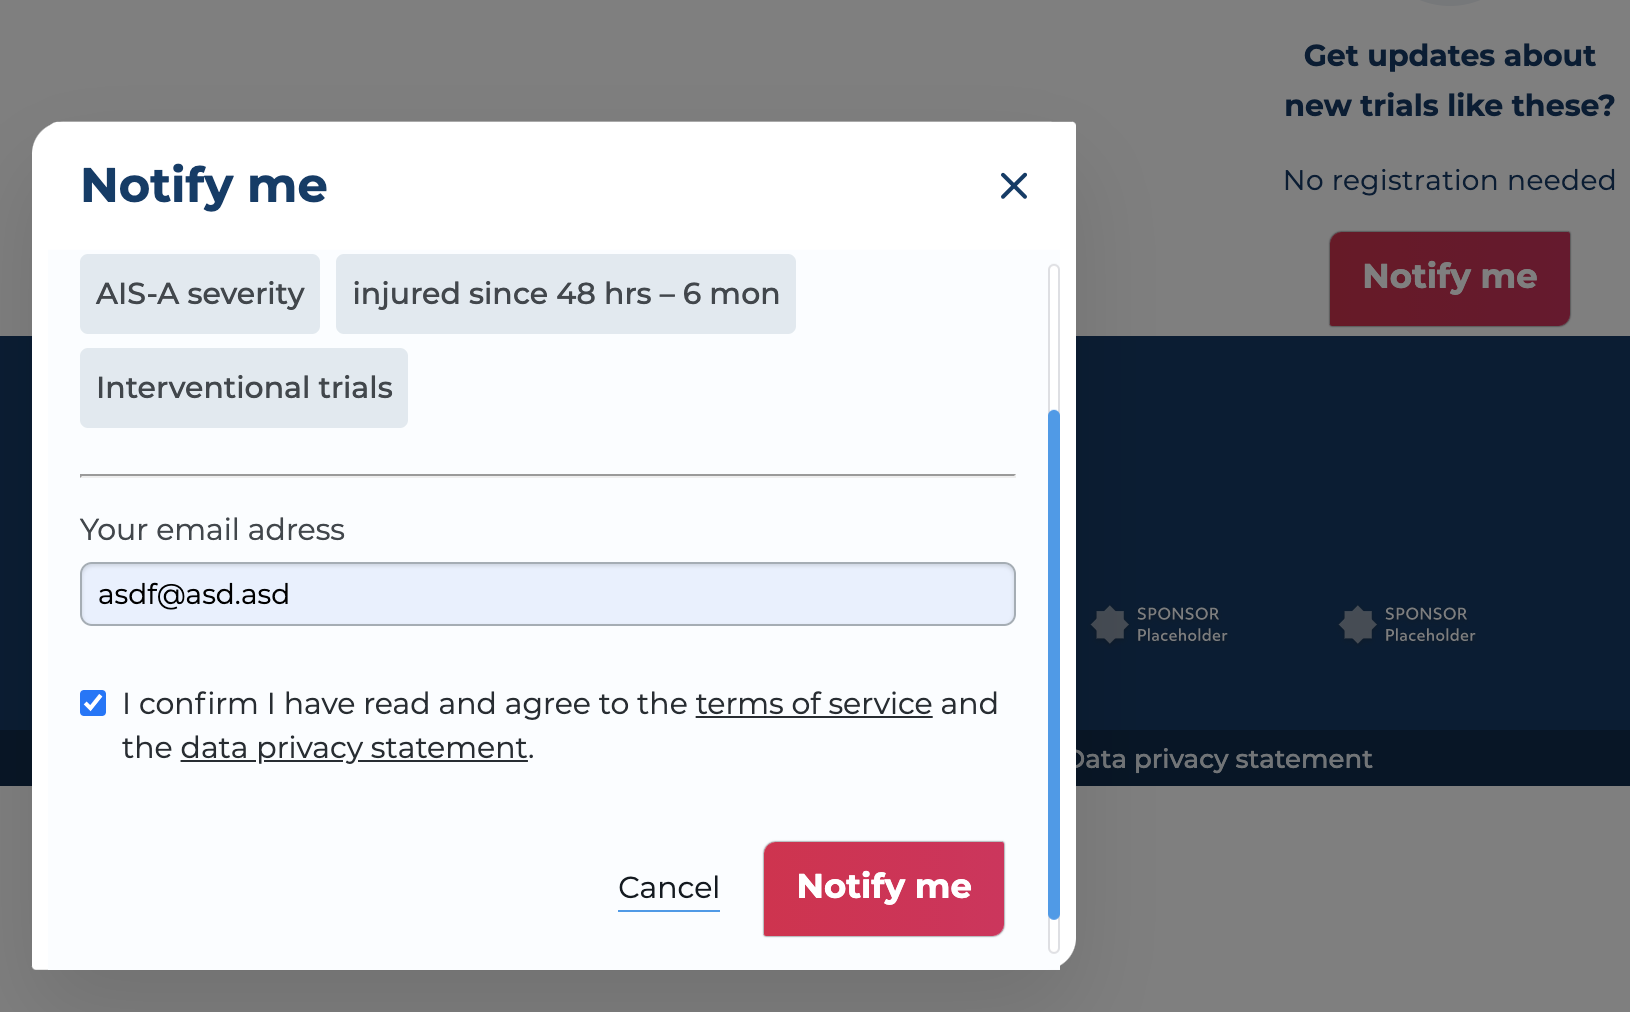 Get updates about
new trials like these?
No registration needed
Notify me
Notify me
AIS-A severity
injured since 48 hrs – 6 mon
Interventional trials
Your email adress
asdf@asd.asd
I confirm I have read and agree to the terms of service and
the data privacy statement.
Cancel
Notify me
SPONSOR
Placeholder
SPONSOR
Placeholder
Data privacy statement